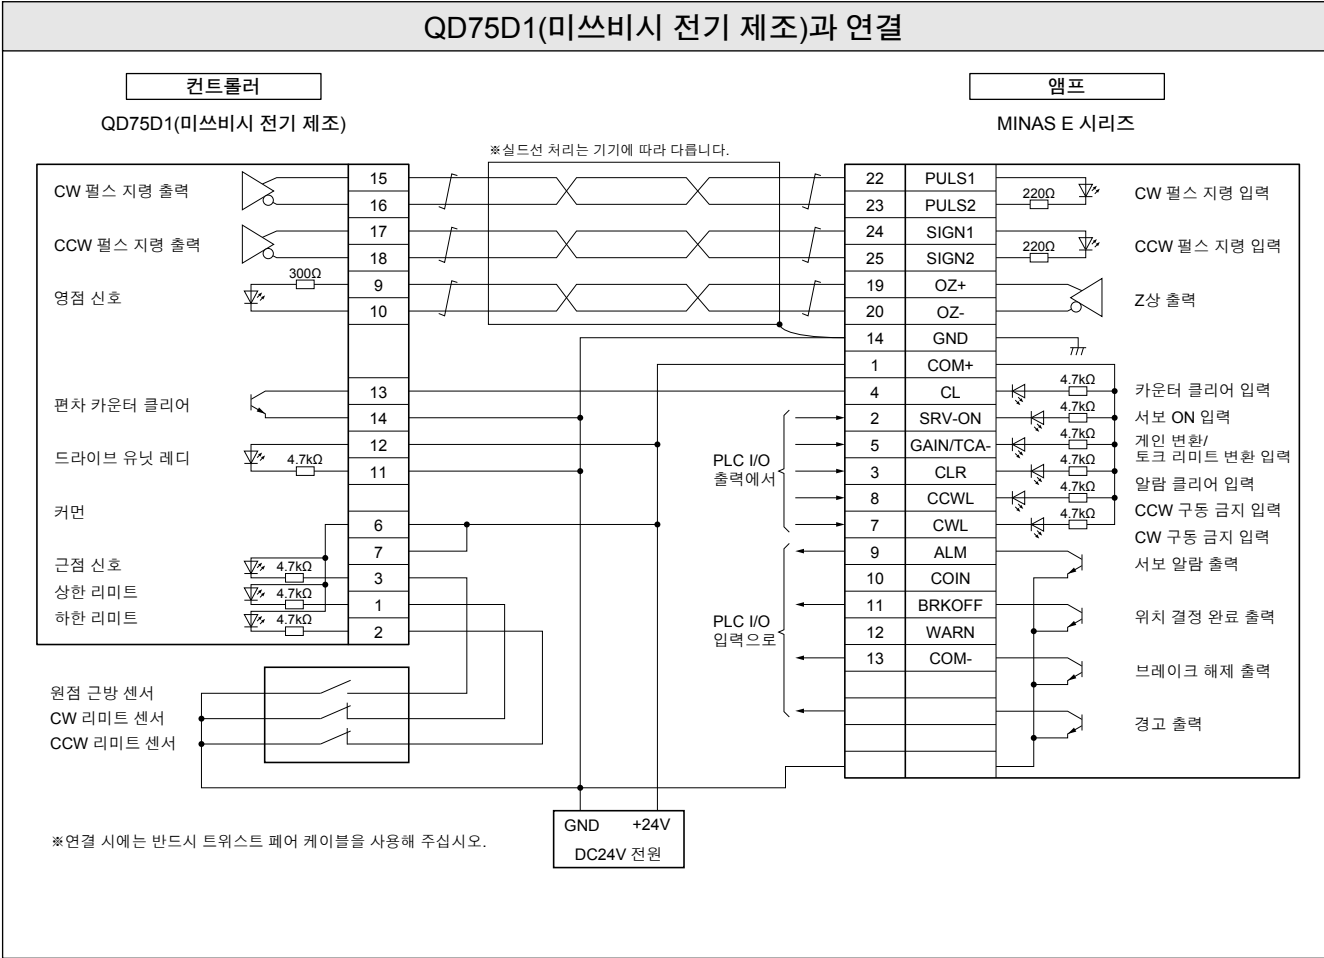 QD75D1(미쓰비시 전기 제조)과 연결
컨트롤러
QD75D1(미쓰비시 전기 제조)
앰프
MINAS E 시리즈
※실드선 처리는 기기에 따라 다릅니다.
CW 펄스 지령 출력
15
16
CCW 펄스 지령 출력
17
18
영점 신호
300Ω
9
10
편차 카운터 클리어
13
14
드라이브 유닛 레디
4.7kΩ
12
11
커먼
6
7
근점 신호
4.7kΩ
3
상한 리미트
4.7kΩ
1
하한 리미트
4.7kΩ
2
원점 근방 센서
CW 리미트 센서
CCW 리미트 센서
※연결 시에는 반드시 트위스트 페어 케이블을 사용해 주십시오.
GND +24V
DC24V 전원
PLC I/O
출력에서
PLC I/O
입력으로
22 PULS1
23 PULS2
24 SIGN1
25 SIGN2
19 OZ+
20 OZ-
14 GND
1 COM+
4 CL
2 SRV-ON
5 GAIN/TCA-
3 CLR
8 CCWL
7 CWL
9 ALM
10 COIN
11 BRKOFF
12 WARN
13 COM-
220Ω
CW 펄스 지령 입력
220Ω
CCW 펄스 지령 입력
Z상 출력
4.7kΩ
카운터 클리어 입력
4.7kΩ
서보 ON 입력
4.7kΩ
게인 변환/
토크 리미트 변환 입력
4.7kΩ
알람 클리어 입력
4.7kΩ
CCW 구동 금지 입력
4.7kΩ
CW 구동 금지 입력
서보 알람 출력
위치 결정 완료 출력
브레이크 해제 출력
경고 출력